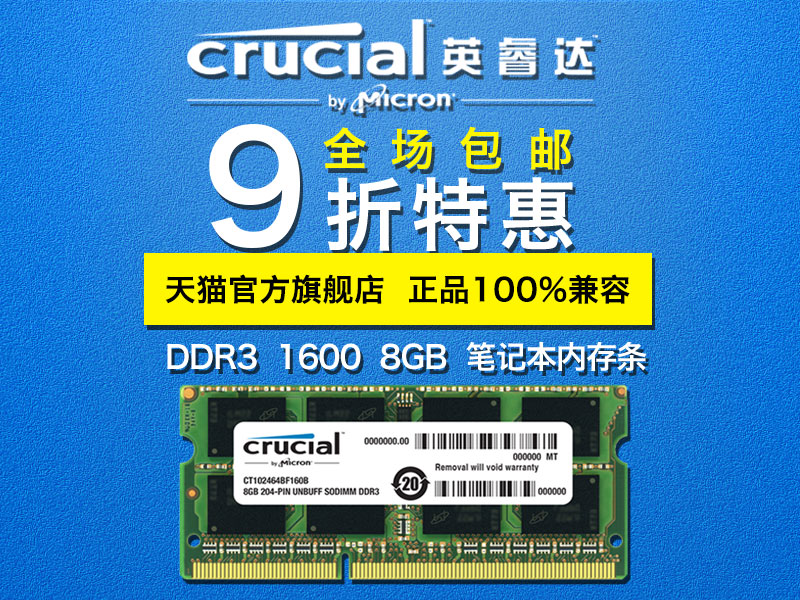 crucial 英睿达
by Micron
全场包邮
9折特惠
天猫官方旗舰店 正品100%兼容
DDR3 1600 8GB 笔记本内存条
crucial
by Micron
0000000.00
000000 MT
Removal will void warranty
CT102464BF160B
8GB 204-PIN UNBUFF SODIMM DDR3
20
000000